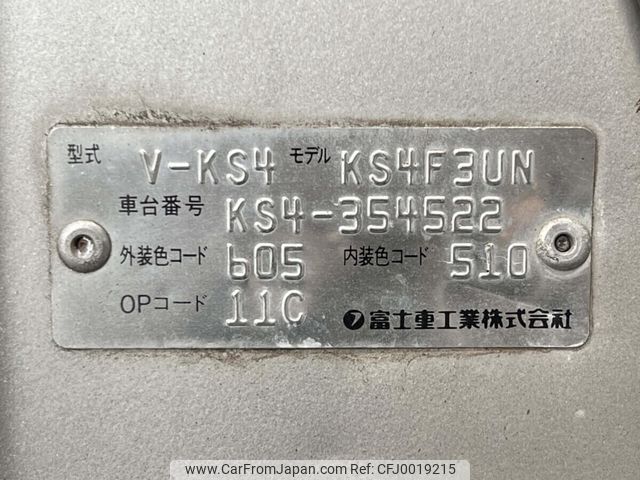 型式 V-KS4 モデル KS4F3UN
車台番号 KS4-354522
外装色コード 605 内装色コード 510
OPコード 11C 富士重工業株式会社
www.CarFromJapan.com ©CarFromJapan ID: CFJ0019215